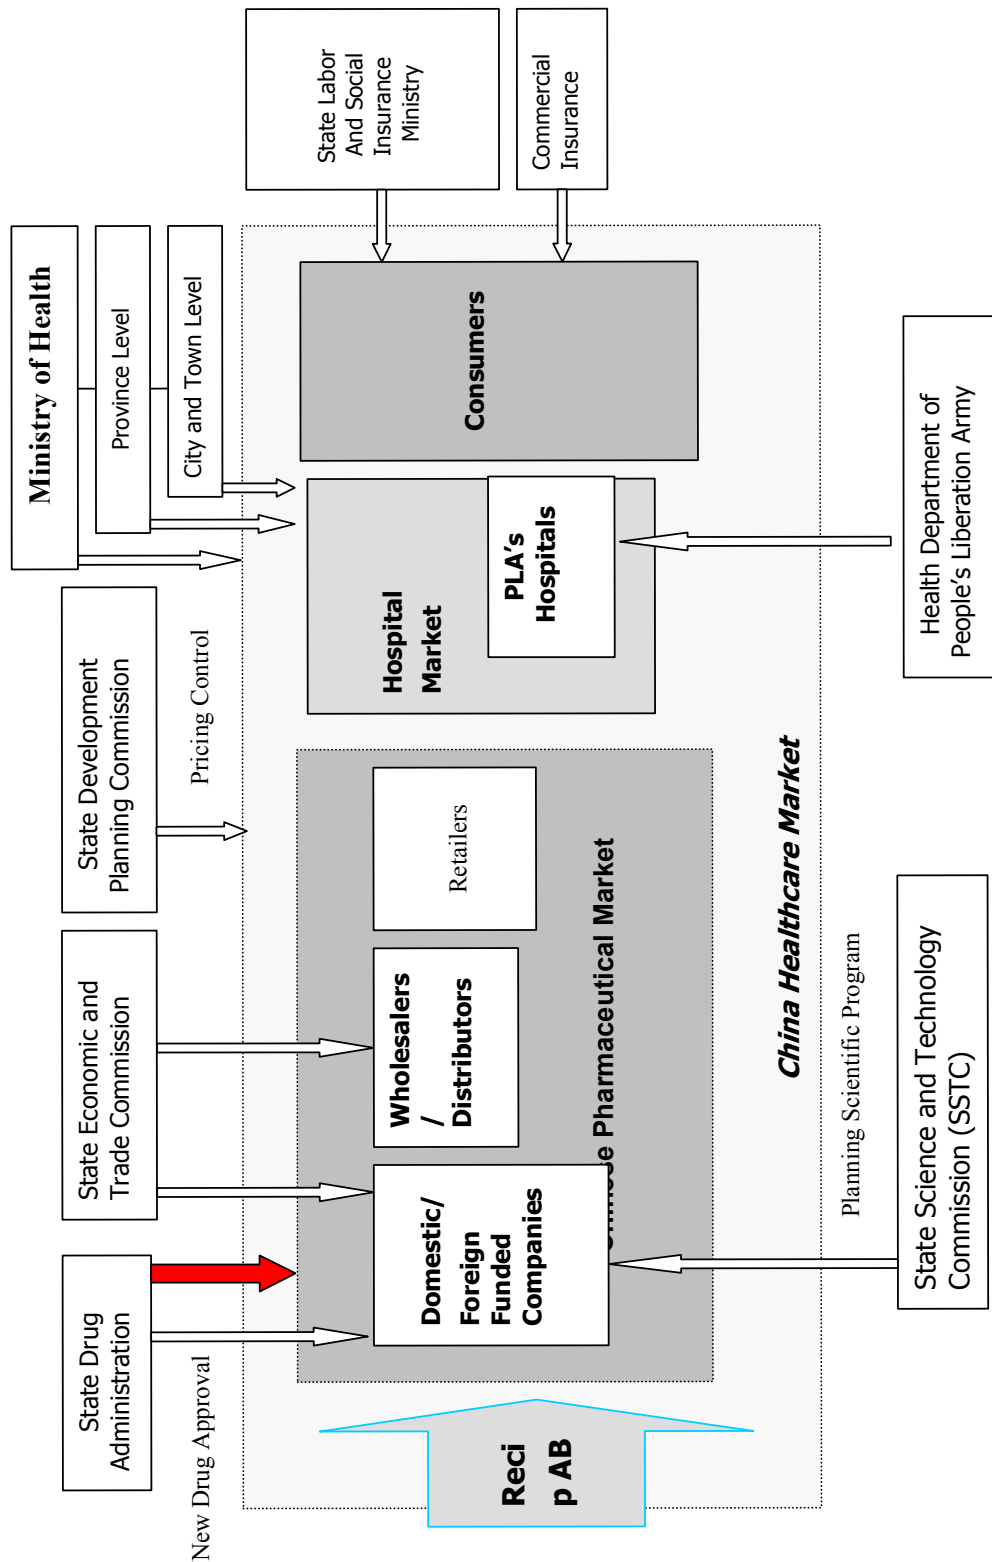 State Drug
Administration
State Economic and
Trade Commission
State Development
Planning Commission
Ministry of Health
Province Level
City and Town Level
New Drug Approval
Pricing Control
State Labor
And Social
Insurance
Ministry
Commercial
Insurance
Reci
p AB
Domestic/
Foreign
Funded
Companies
Wholesalers
/
Distributors
Retailers
Chinese Pharmaceutical Market
Hospital
Market
PLA's
Hospitals
Consumers
China Healthcare Market
Planning Scientific Program
State Science and Technology
Commission (SSTC)
Health Department of
People's Liberation Army